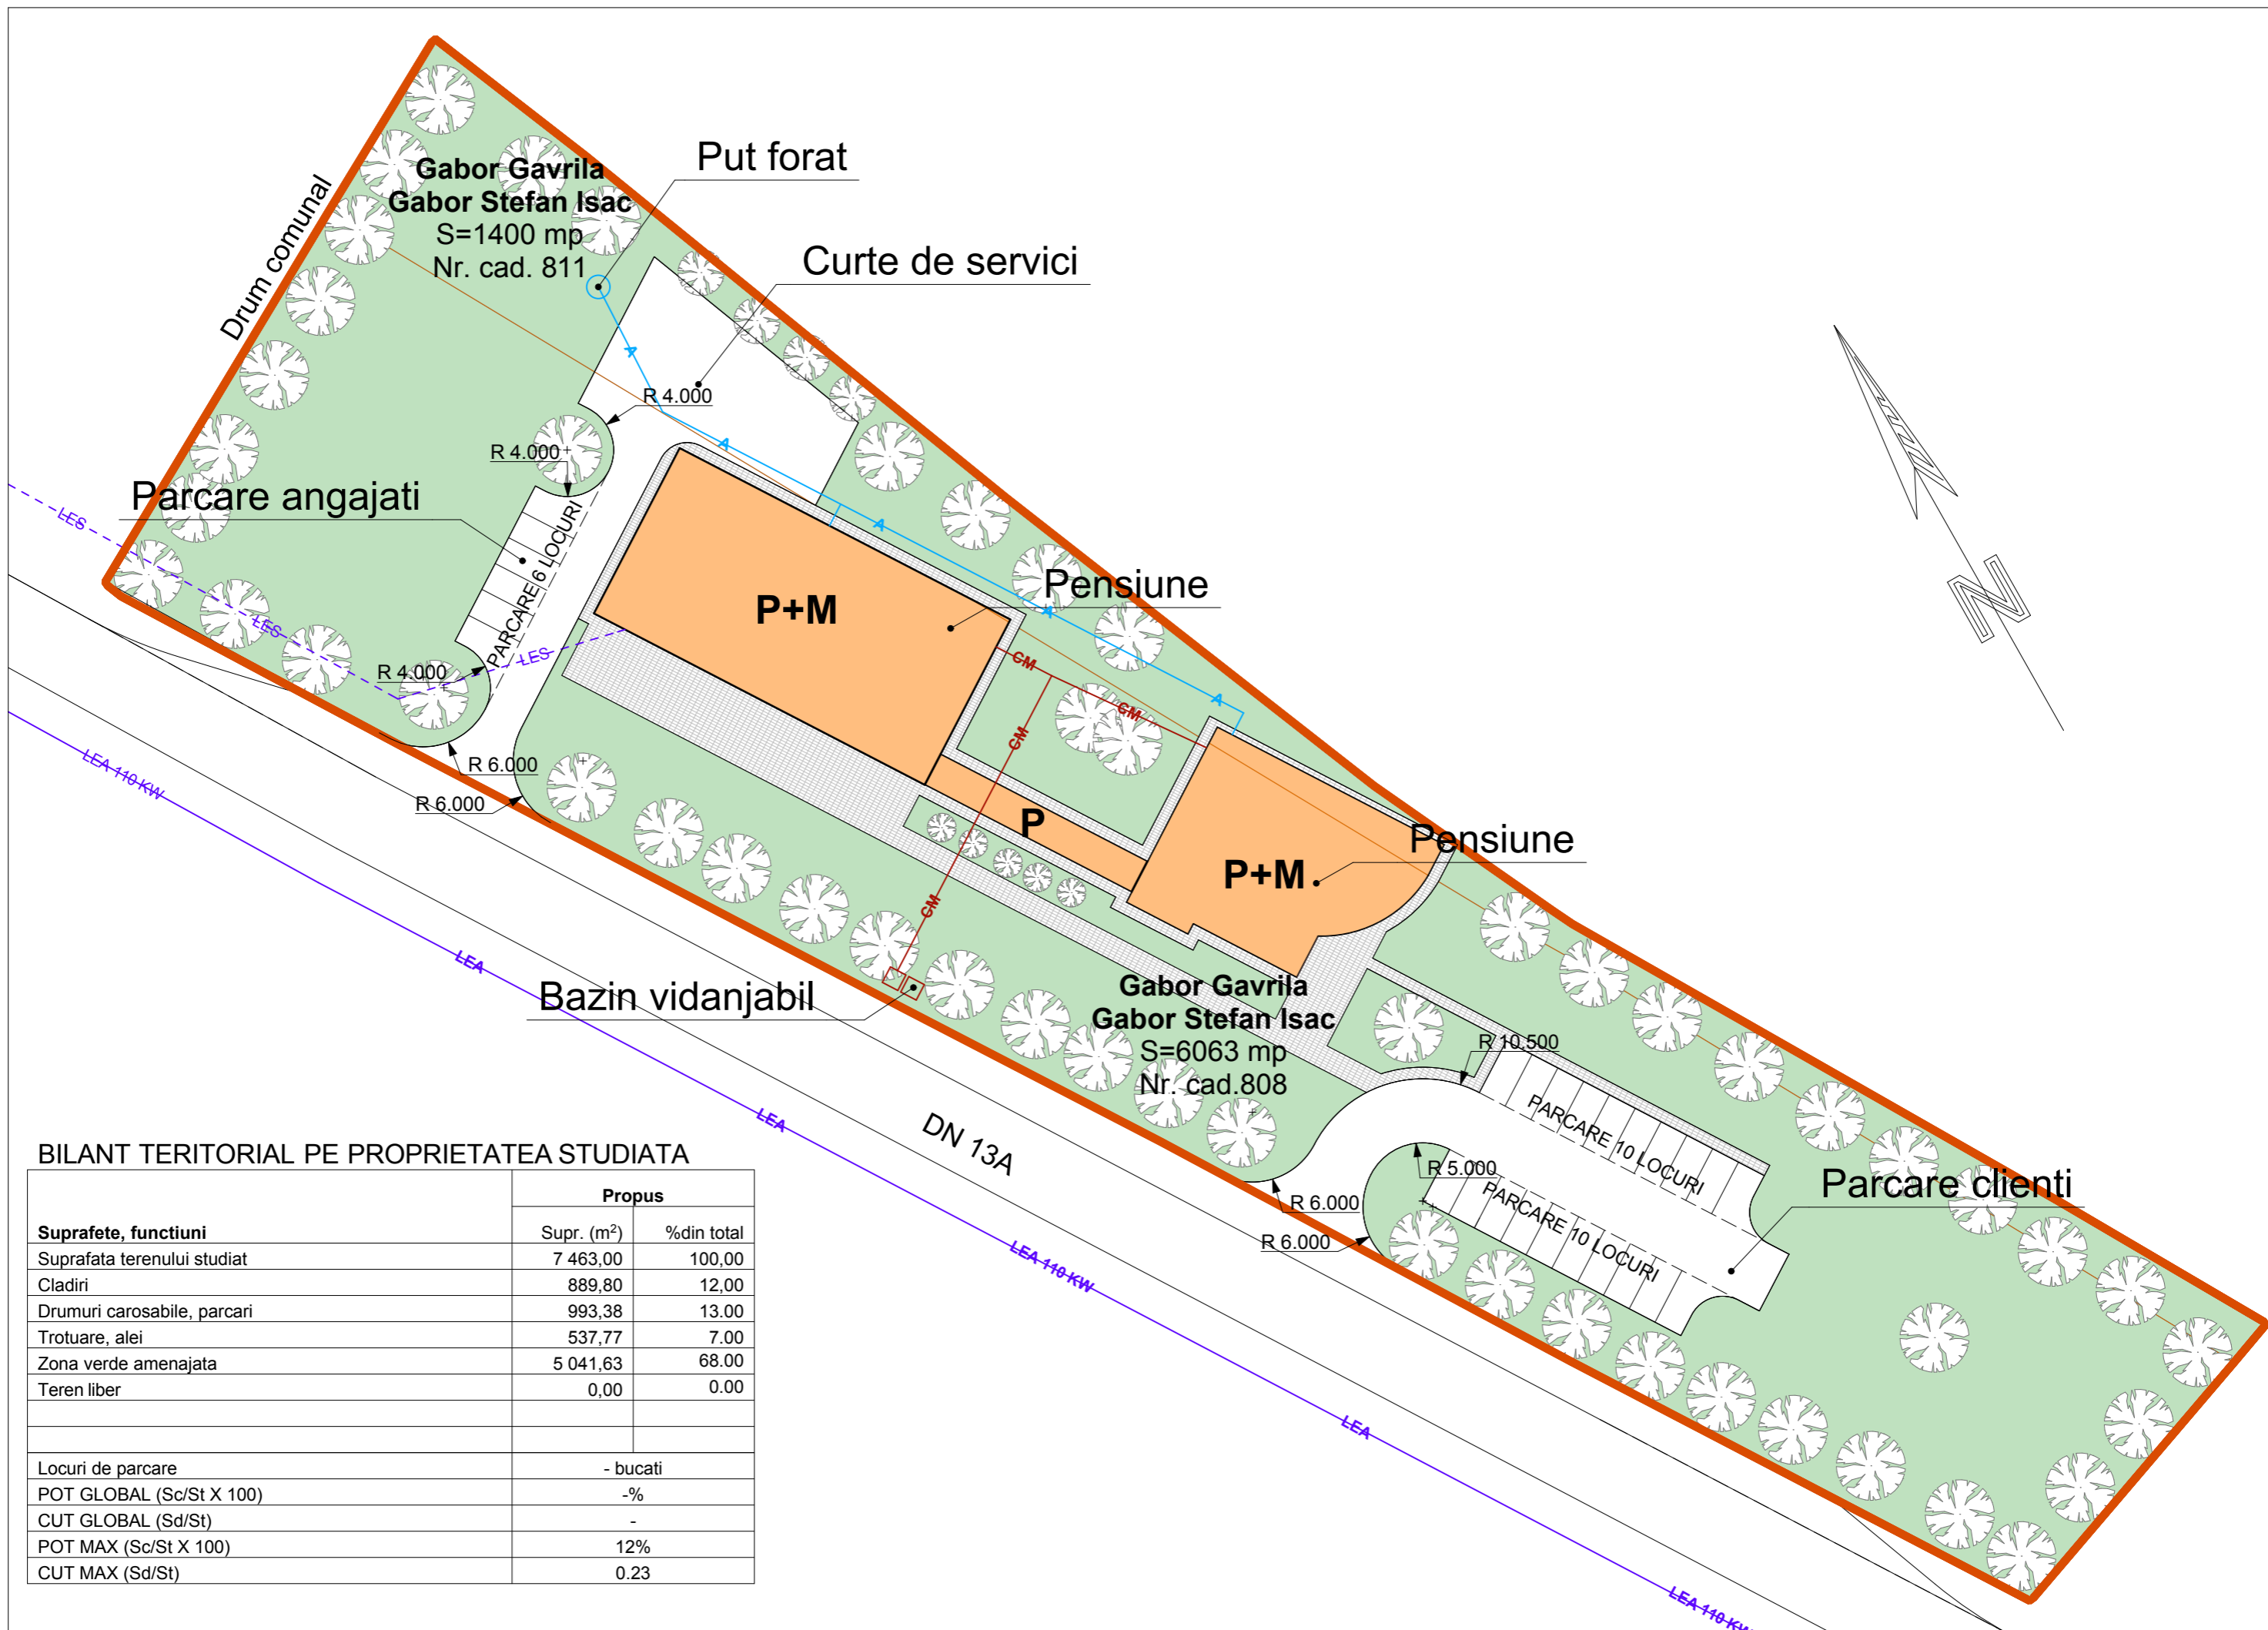 Put forat
Gabor Gavrila
Gabor Stefan Isac
S=1400 mp
Nr. cad. 811
Drum comunal
Curte de servici
A
R 4.000
A
R 4.000
Parcare angajati
LES
A
PARCARE 6 LOCURI
Pensiune
P+M
A
LES
LES
R 4.000
CM
CM
CM
A
N
R 6.000
R 6.000
LEA 110 KW
P
Pensiune
P+M
CM
LEA
Bazin vidanjabil
Gabor Gavrila
Gabor Stefan Isac
S=6063 mp
Nr. cad.808
R 10.500
LEA
DN 13A
PARCARE 10 LOCURI
R 5.000
PARCARE 10 LOCURI
Parcare clienti
R 6.000
R 6.000
LEA 110 KW
LEA
LEA 110 KW
BILANT TERITORIAL PE PROPRIETATEA STUDIATA
Propus
Suprafete, functiuni Supr. (m²) %din total
Suprafata terenului studiat 7 463,00 100,00
Cladiri 889,80 12,00
Drumuri carosabile, parcari 993,38 13.00
Trotuare, alei 537,77 7.00
Zona verde amenajata 5 041,63 68.00
Teren liber 0,00 0.00
Locuri de parcare - bucati
POT GLOBAL (Sc/St X 100) -%
CUT GLOBAL (Sd/St) -
POT MAX (Sc/St X 100) 12%
CUT MAX (Sd/St) 0.23